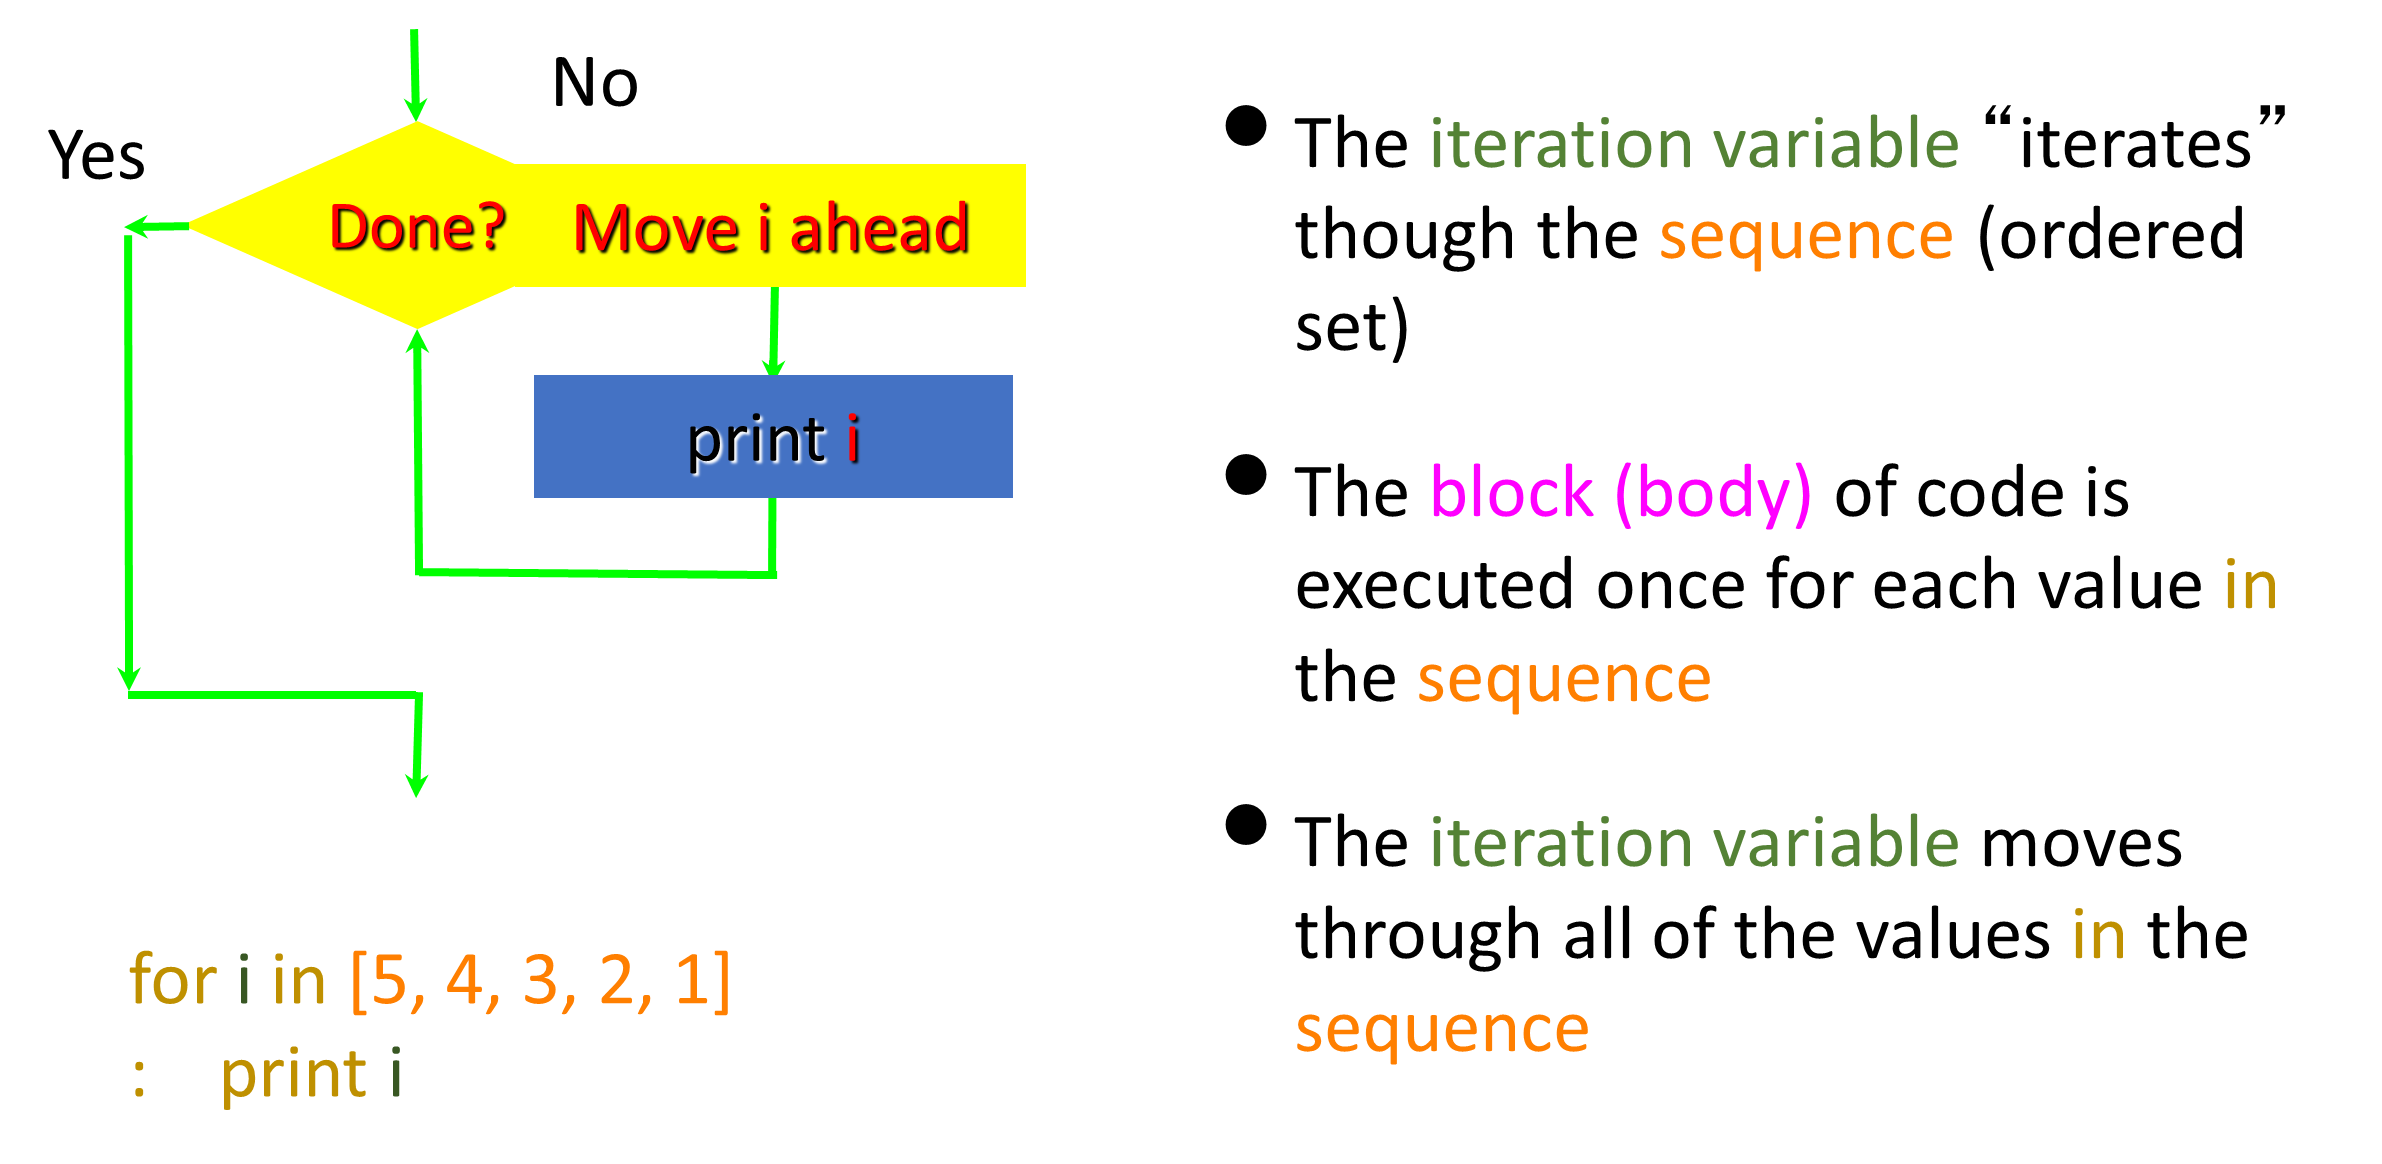 No
Yes
Done?
Move i ahead
print i
for i in [5, 4, 3, 2, 1]
: print i
● The iteration variable “iterates”
though the sequence (ordered
set)
● The block (body) of code is
executed once for each value in
the sequence
● The iteration variable moves
through all of the values in the
sequence